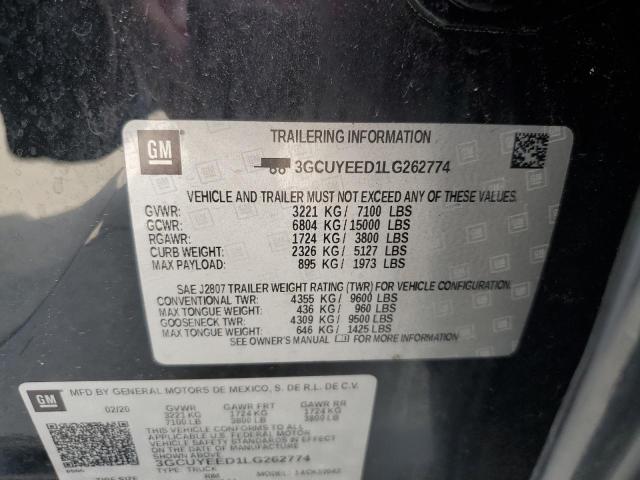 GM
TRAILERING INFORMATION
3GCUYEED1LG262774
VEHICLE AND TRAILER MUST NOT EXCEED ANY OF THESE VALUES.
GVWR: 3221 KG / 7100 LBS
GCWR: 6804 KG / 15000 LBS
RGAWR: 1724 KG / 3800 LBS
CURB WEIGHT: 2326 KG / 5127 LBS
MAX PAYLOAD: 895 KG / 1973 LBS
SAE J2807 TRAILER WEIGHT RATING (TWR) FOR VEHICLE CONFIGURATION.
CONVENTIONAL TWR: 4355 KG / 9600 LBS
MAX TONGUE WEIGHT: 436 KG / 960 LBS
GOOSENECK TWR: 4309 KG / 9500 LBS
MAX TONGUE WEIGHT: 646 KG / 1425 LBS
SEE OWNER'S MANUAL FOR MORE INFORMATION
GM
MFD BY GENERAL MOTORS DE MEXICO, S. DE R.L. DE C.V.
02/20 GVWR GAWR FRT GAWR RR
3221 KG 1724 KG 1724 KG
7100 LB 3800 LB 3800 LB
THIS VEHICLE CONFORMS TO ALL
APPLICABLE U.S. FEDERAL MOTOR
VEHICLE SAFETY STANDARDS IN EFFECT
ON THE DATE OF MANUFACTURE
SHOWN ABOVE.
3GCUYEED1LG262774
TYPE: TRUCK MODEL:
TIRE SIZE RIM